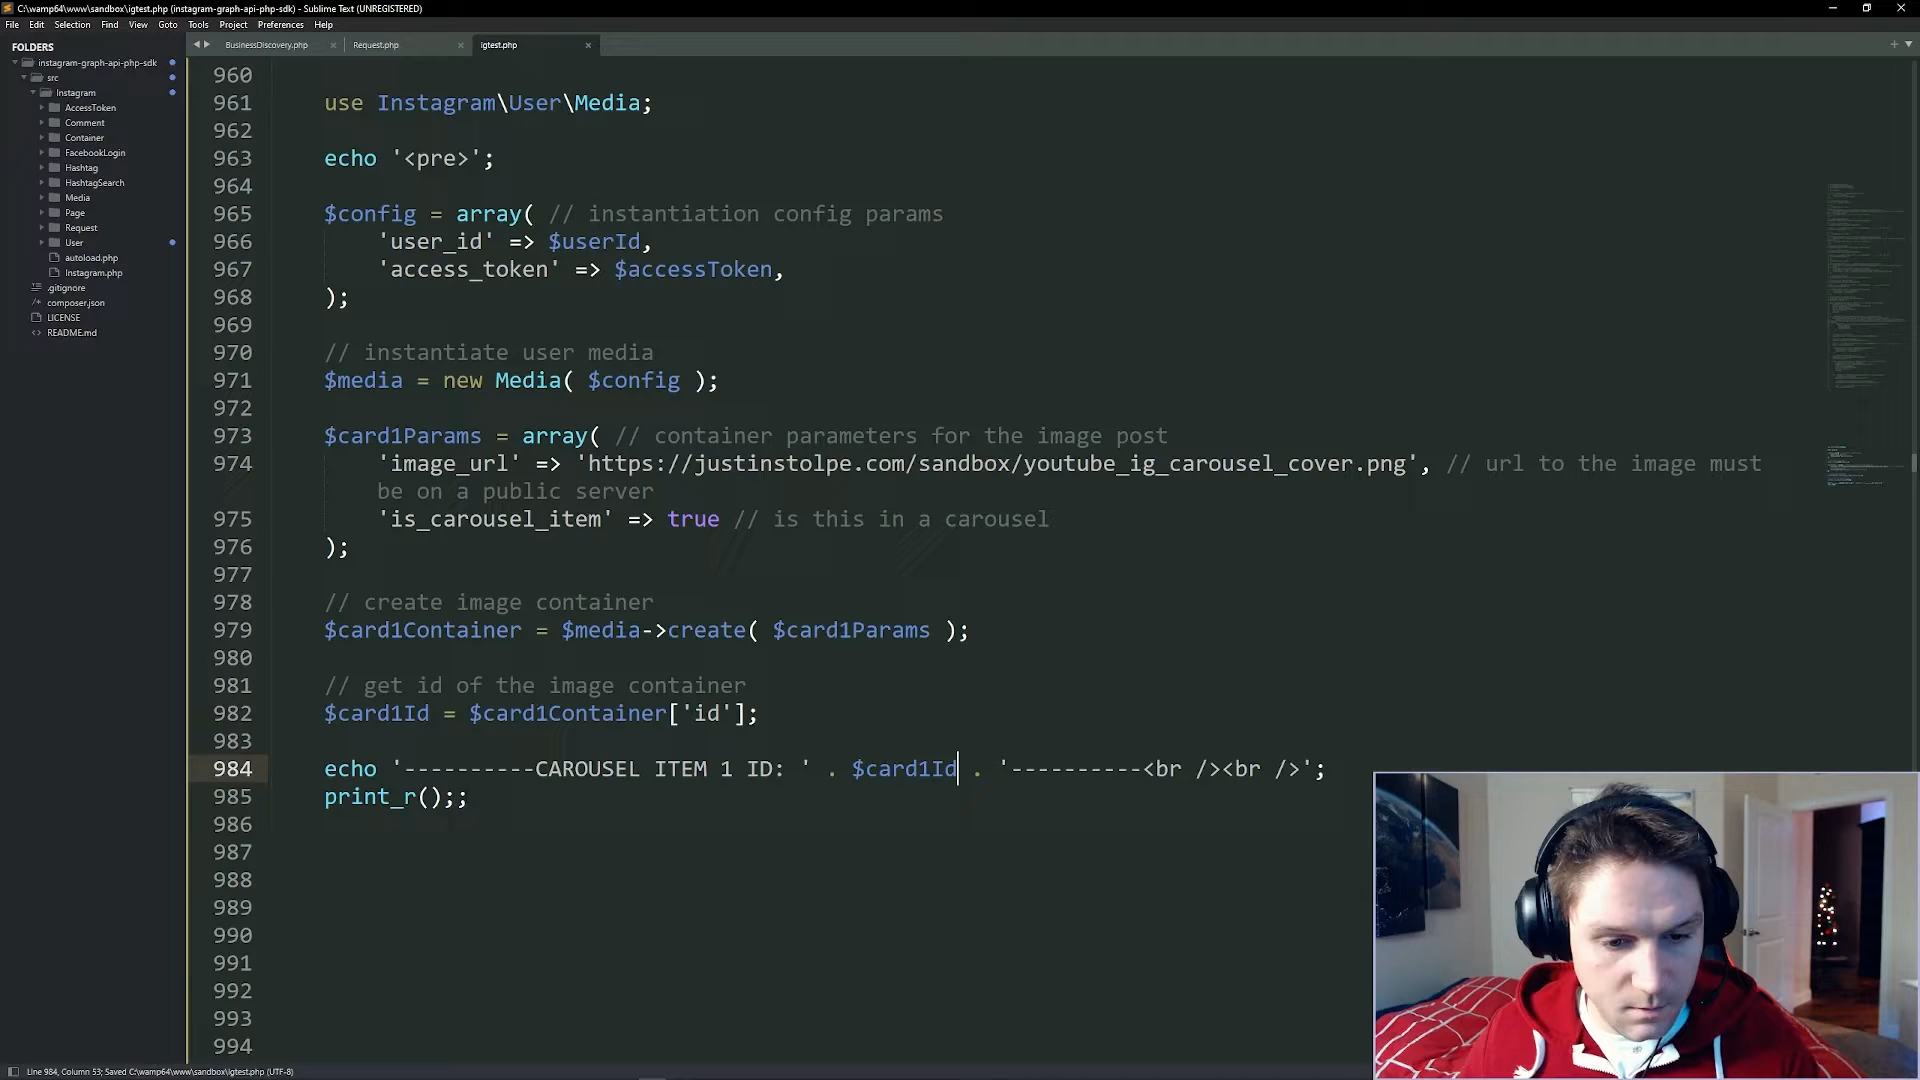 C:\wamp64\www\sandbox\igtest.php (instagram-graph-api-php-sdk) - Sublime Text (UNREGISTERED)
File Edit Selection Find View Goto Tools Project Preferences Help
FOLDERS
instagram-graph-api-php-sdk
src
Instagram
AccessToken
Comment
Container
FacebookLogin
Hashtag
HashtagSearch
Media
Page
Request
User
autoload.php
Instagram.php
.gitignore
composer.json
LICENSE
README.md
BusinessDiscovery.php Request.php igtest.php
960
961 use Instagram\User\Media;
962
963 echo '<pre>';
964
965 $config = array( // instantiation config params
966 'user_id' => $userId,
967 'access_token' => $accessToken,
968 );
969
970 // instantiate user media
971 $media = new Media( $config );
972
973 $card1Params = array( // container parameters for the image post
974 'image_url' => 'https://justinstolpe.com/sandbox/youtube_ig_carousel_cover.png', // url to the image must
be on a public server
975 'is_carousel_item' => true // is this in a carousel
976 );
977
978 // create image container
979 $card1Container = $media->create( $card1Params );
980
981 // get id of the image container
982 $card1Id = $card1Container['id'];
983
984 echo '----------CAROUSEL ITEM 1 ID: ' . $card1Id . '----------<br /><br />';
985 print_r();;
986
987
988
989
990
991
992
993
994
Line 984, Column 53; Saved C:\wamp64\www\sandbox\igtest.php (UTF-8)